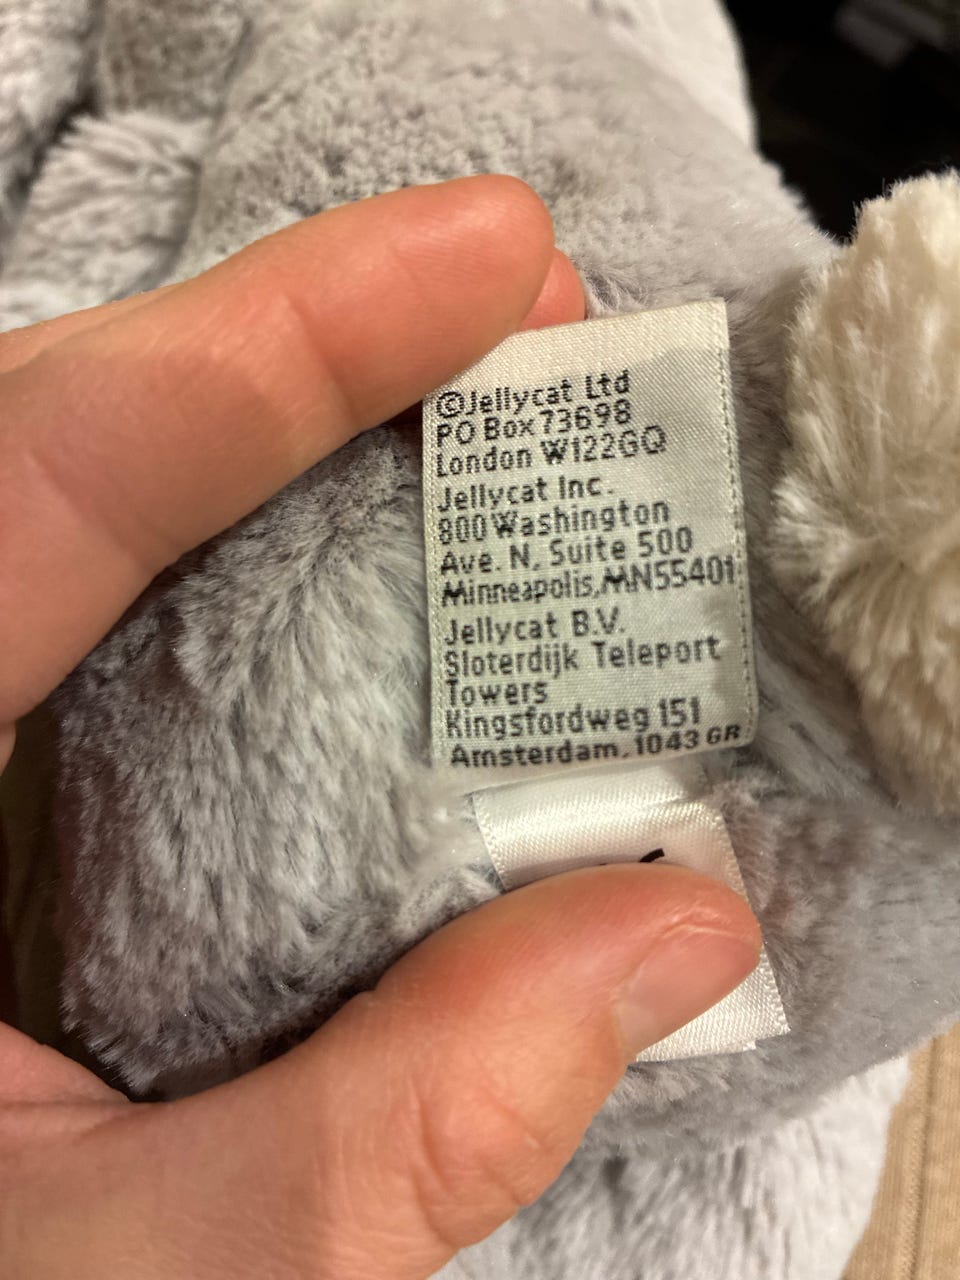 ©Jellycat Ltd
PO Box 73698
London W122GQ
Jellycat Inc.
800 Washington
Ave. N, Suite 500
Minneapolis, MN55401
Jellycat B.V.
Sloterdijk Teleport
Towers
Kingsfordweg 151
Amsterdam, 1043 GR